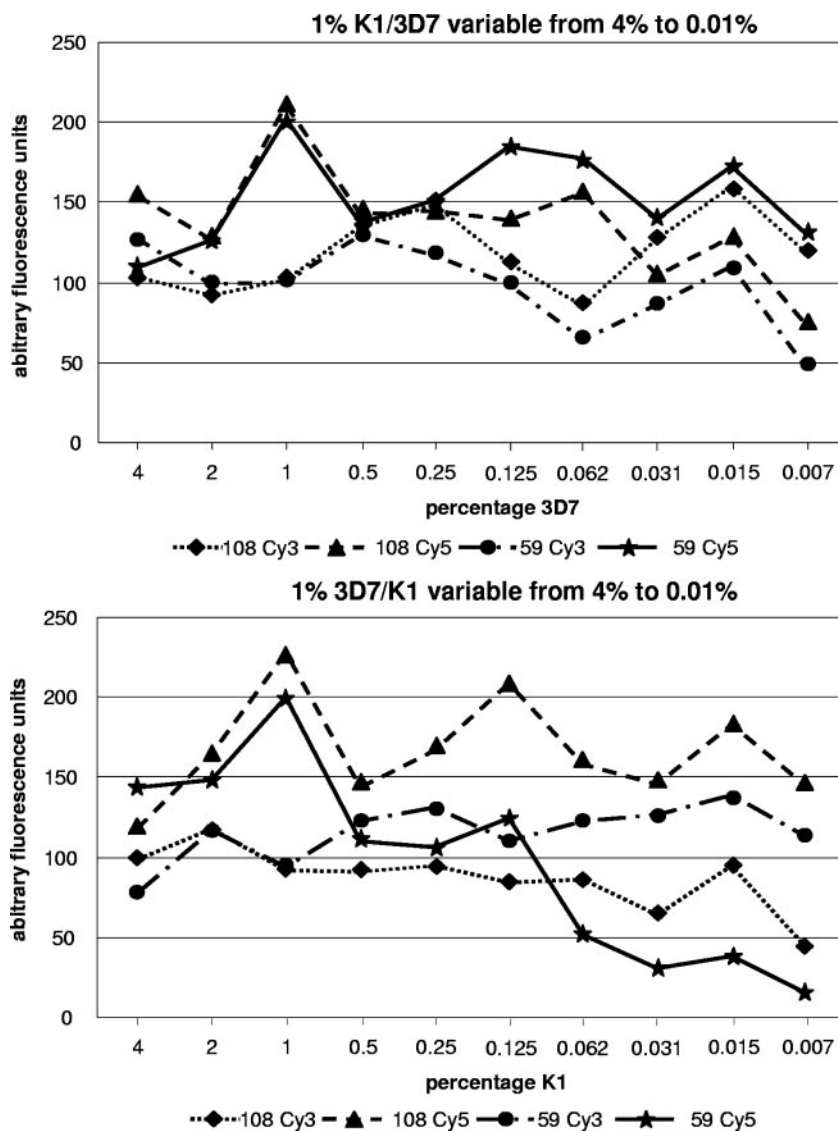 1% K1/3D7 variable from 4% to 0.01%
250
200
150
100
50
0
abitrary fluorescence units
4 2 1 0.5 0.25 0.125 0.062 0.031 0.015 0.007
percentage 3D7
108 Cy3 108 Cy5 59 Cy3 59 Cy5
1% 3D7/K1 variable from 4% to 0.01%
250
200
150
100
50
0
abitrary fluorescence units
4 2 1 0.5 0.25 0.125 0.062 0.031 0.015 0.007
percentage K1
108 Cy3 108 Cy5 59 Cy3 59 Cy5